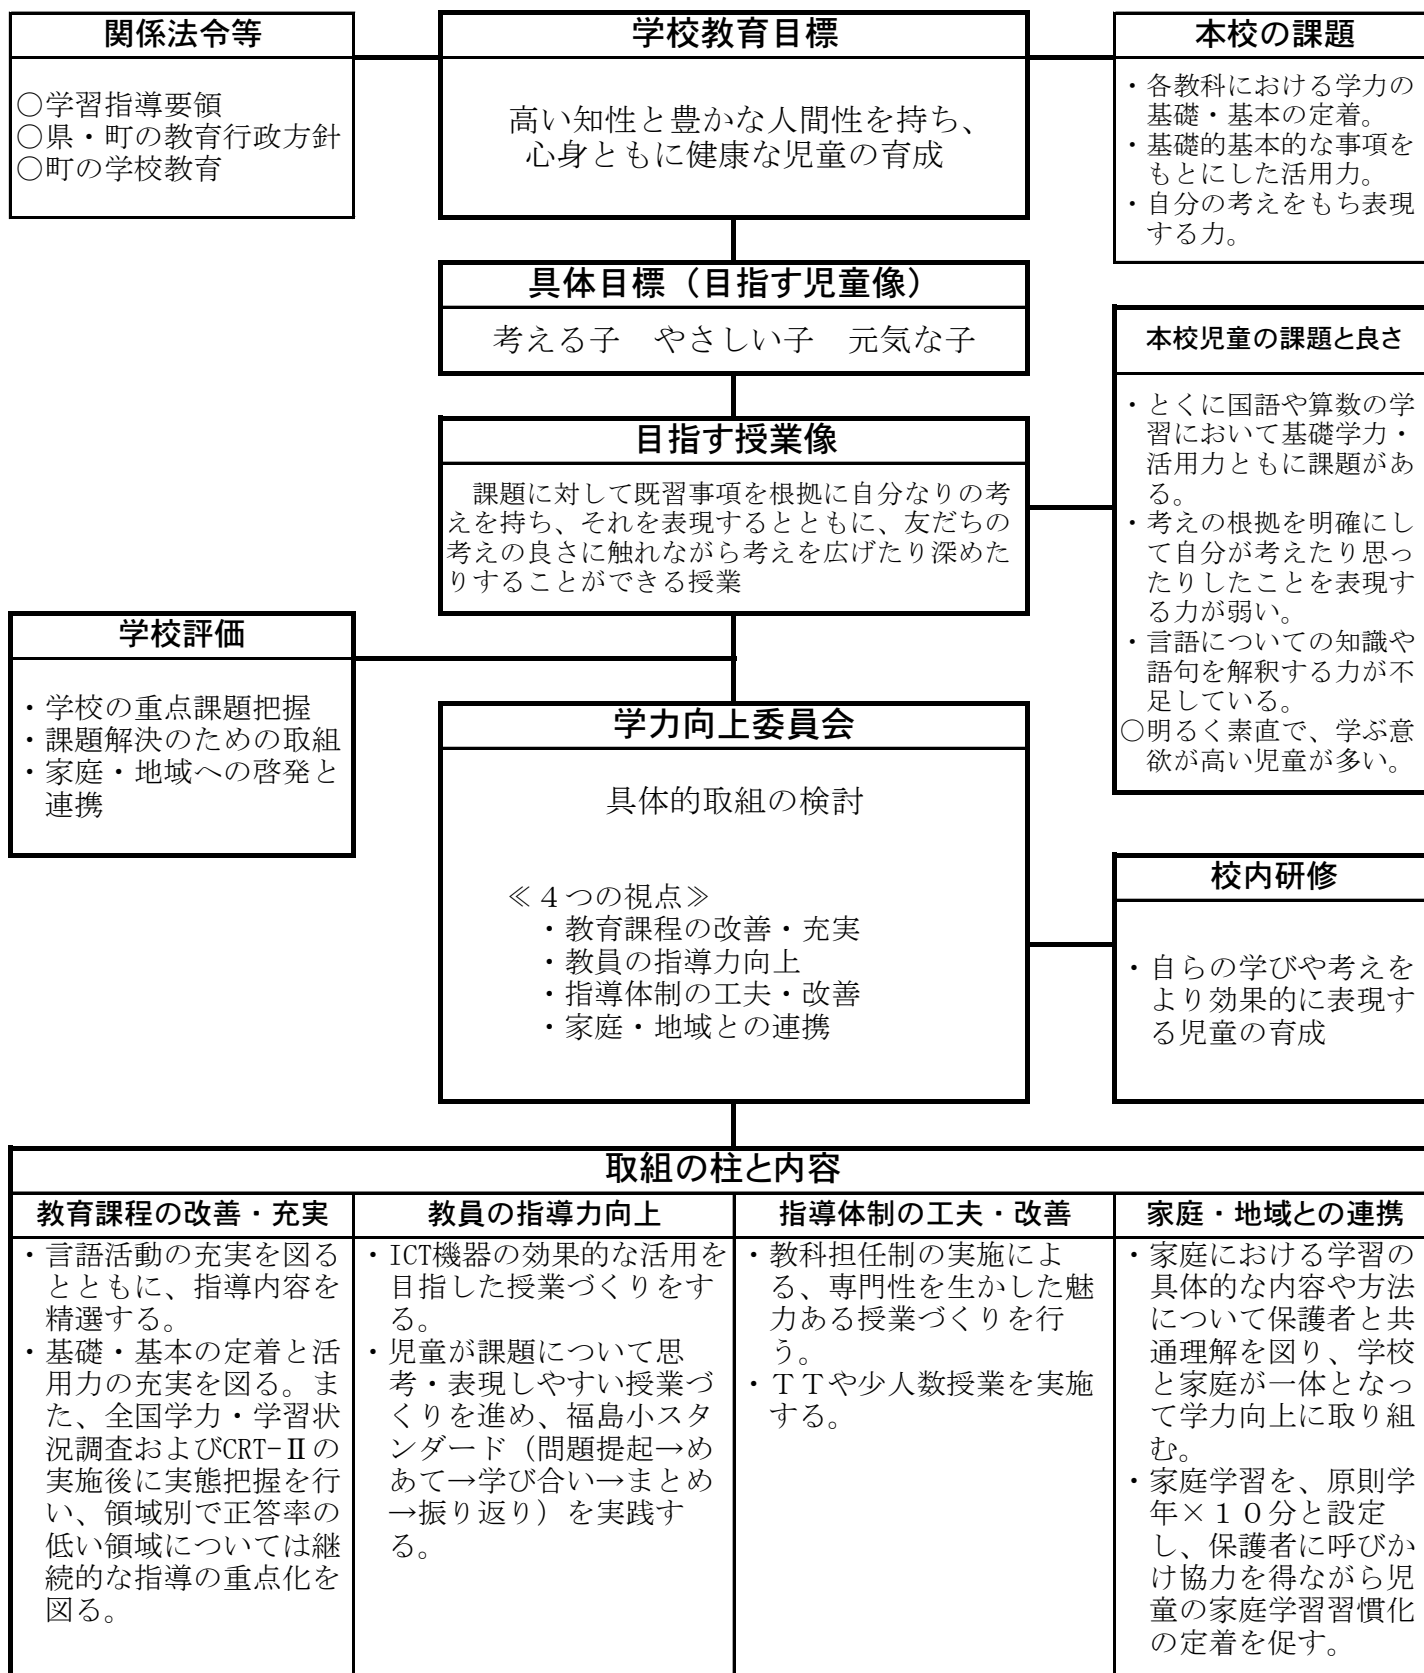 関係法令等
○学習指導要領
○県・町の教育行政方針
○町の学校教育
学校教育目標
高い知性と豊かな人間性を持ち、
心身ともに健康な児童の育成
本校の課題
・各教科における学力の
基礎・基本の定着。
・基礎的基本的な事項を
もとにした活用力。
・自分の考えをもち表現
する力。
具体目標（目指す児童像）
考える子　やさしい子　元気な子
本校児童の課題と良さ
・とくに国語や算数の学
習において基礎学力・
活用力ともに課題があ
る。
・考えの根拠を明確にし
て自分が考えたり思っ
たりしたことを表現す
る力が弱い。
・言語についての知識や
語句を解釈する力が不
足している。
○明るく素直で、学ぶ意
欲が高い児童が多い。
目指す授業像
　課題に対して既習事項を根拠に自分なりの考
えを持ち、それを表現するとともに、友だちの
考えの良さに触れながら考えを広げたり深めた
りすることができる授業
学校評価
・学校の重点課題把握
・課題解決のための取組
・家庭・地域への啓発と
連携
学力向上委員会
具体的取組の検討
≪４つの視点≫
・教育課程の改善・充実
・教員の指導力向上
・指導体制の工夫・改善
・家庭・地域との連携
校内研修
・自らの学びや考えを
より効果的に表現す
る児童の育成
取組の柱と内容
教育課程の改善・充実
・言語活動の充実を図る
とともに、指導内容を
精選する。
・基礎・基本の定着と活
用力の充実を図る。ま
た、全国学力・学習状
況調査およびCRT-Ⅱの
実施後に実態把握を行
い、領域別で正答率の
低い領域については継
続的な指導の重点化を
図る。
教員の指導力向上
・ICT機器の効果的な活用を
目指した授業づくりをす
る。
・児童が課題について思
考・表現しやすい授業づ
くりを進め、福島小スタ
ンダード（問題提起→め
あて→学び合い→まとめ
→振り返り）を実践す
る。
指導体制の工夫・改善
・教科担任制の実施によ
る、専門性を生かした魅
力ある授業づくりを行
う。
・ＴＴや少人数授業を実施
する。
家庭・地域との連携
・家庭における学習の
具体的な内容や方法
について保護者と共
通理解を図り、学校
と家庭が一体となっ
て学力向上に取り組
む。
・家庭学習を、原則学
年×１０分と設定
し、保護者に呼びか
け協力を得ながら児
童の家庭学習習慣化
の定着を促す。